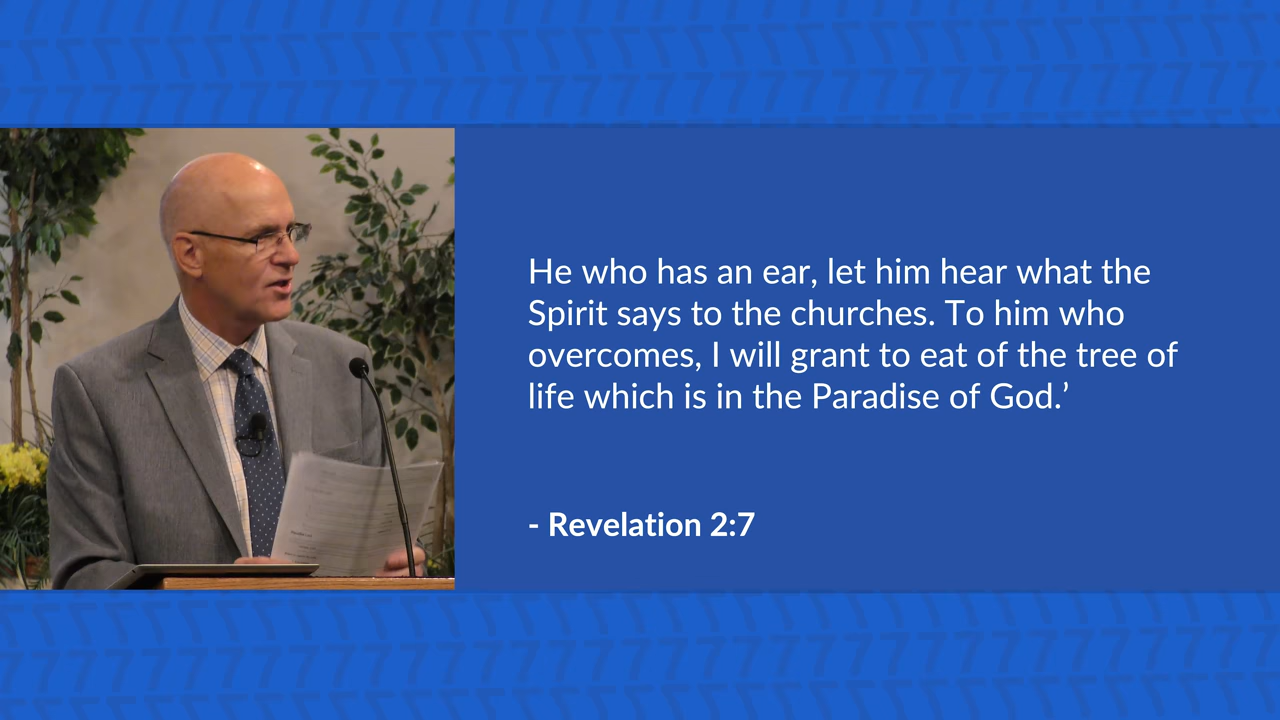 He who has an ear, let him hear what the
Spirit says to the churches. To him who
overcomes, I will grant to eat of the tree of
life which is in the Paradise of God.’
- Revelation 2:7